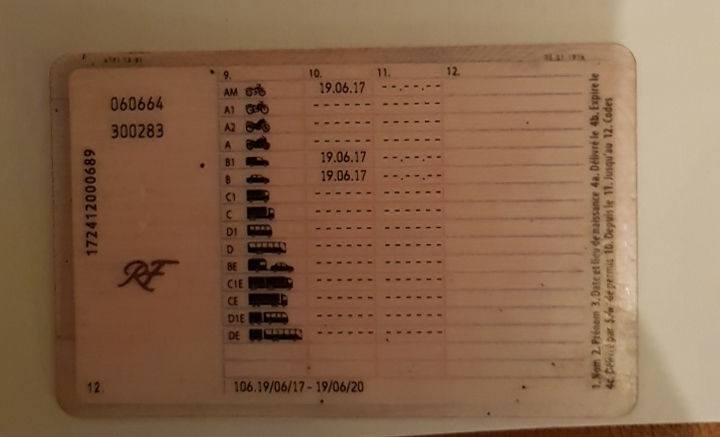 9. 10. 11. 12.
060664
300283
172412000689
RF
AM 19.06.17 --.--.--
A1
A2
A
B1 19.06.17 --.--.--
B 19.06.17 --.--.--
C1
C
D1
D
BE
C1E
CE
D1E
DE
12. 106.19/06/17 - 19/06/20
1. Nom 2. Prénom 3. Date et lieu de naissance 4a. Délivré le 4b. Expire le
4c. Délivré par 5. de permis 10. Depuis le 11. Jusqu'au 12. Codes